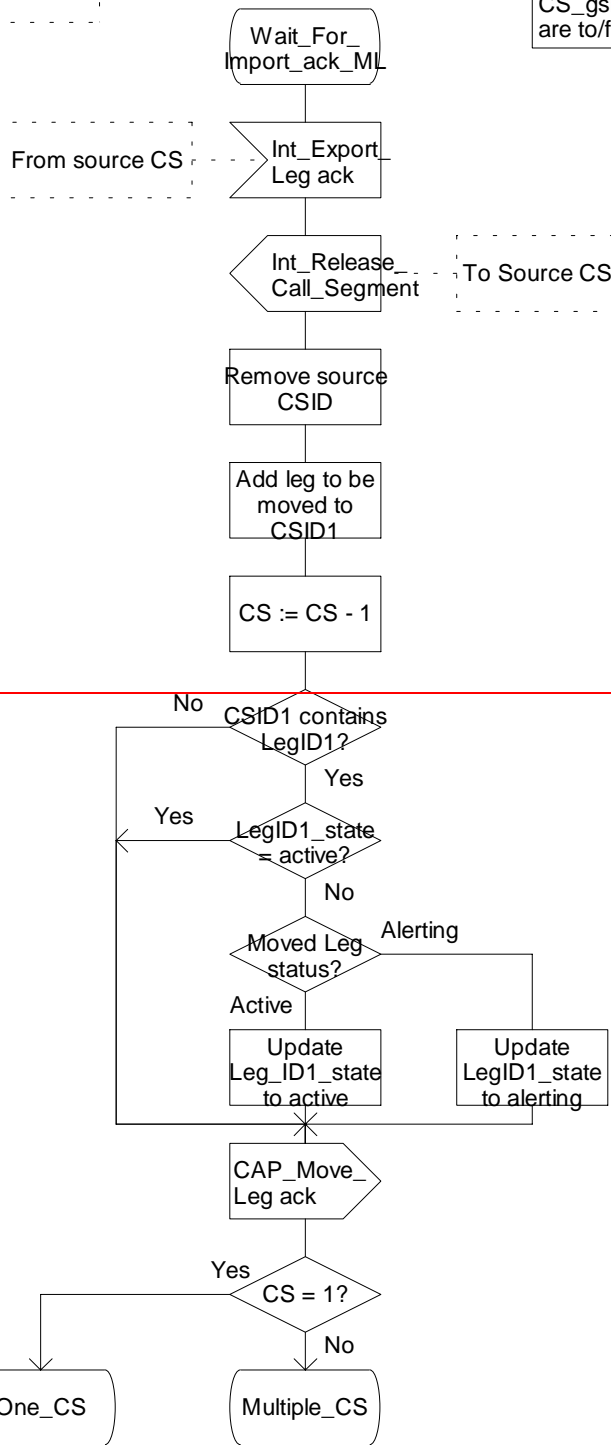 CS_gs
are to/f
Wait_For_
Import_ack_ML
From source CS
Int_Export_
Leg ack
Int_Release_
Call_Segment
To Source CS
Remove source
CSID
Add leg to be
moved to
CSID1
CS := CS - 1
No
CSID1 contains
LegID1?
Yes
Yes
LegID1_state
= active?
No
Moved Leg
status?
Alerting
Active
Update
Leg_ID1_state
to active
Update
LegID1_state
to alerting
CAP_Move_
Leg ack
Yes
CS = 1?
No
One_CS
Multiple_CS